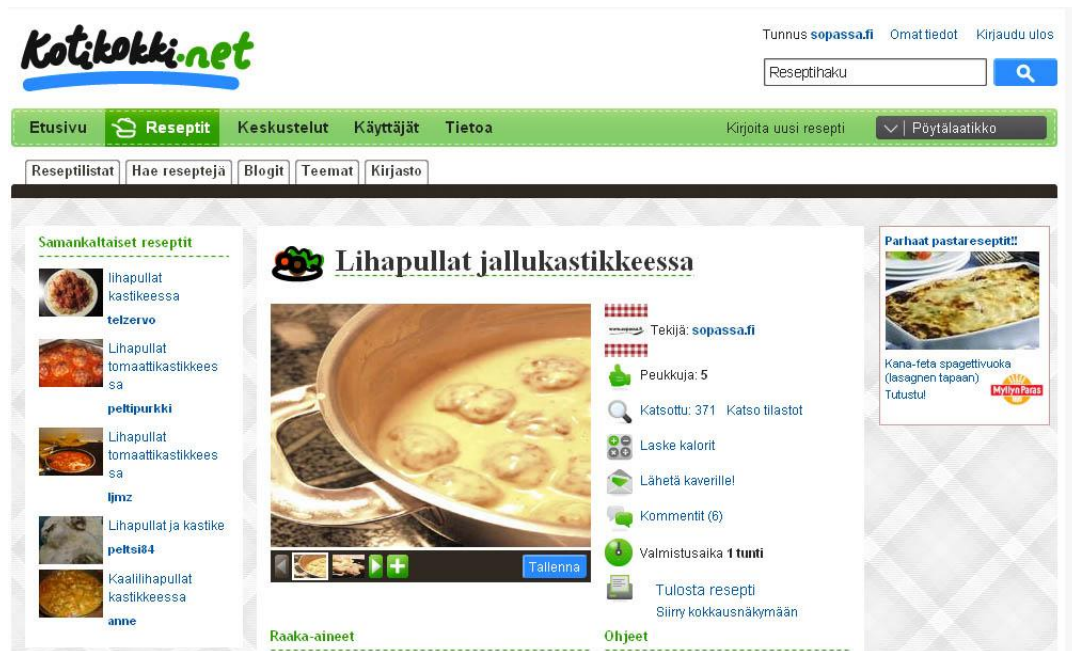 Kotikokki.net
Tunnus sopassa.fi Omat tiedot Kirjaudu ulos
Reseptihaku
Etusivu Reseptit Keskustelut Käyttäjät Tietoa Kirjoita uusi resepti Pöytälaatikko
Reseptilistat Hae reseptejä Blogit Teemat Kirjasto
Samankaltaiset reseptit
lihapullat
kastikeessa
telzervo
Lihapullat
tomaattikastikkees
sa
peltipurkki
Lihapullat
tomaattikastikkees
sa
ljmz
Lihapullat ja kastike
peltsi84
Kaalilihapullat
kastikkeessa
anne
Lihapullat jallukastikkeessa
Tallenna
www.sopassa.fi
Tekijä: sopassa.fi
Peukkuja: 5
Katsottu: 371 Katso tilastot
Laske kalorit
Lähetä kaverille!
Kommentit (6)
Valmistusaika 1 tunti
Tulosta resepti
Siirry kokkausnäkymään
Raaka-aineet
Ohjeet
Parhaat pastareseptit!!
Kana-feta spagettivuoka
(lasagnen tapaan)
Tutustu!
Myllyn Paras